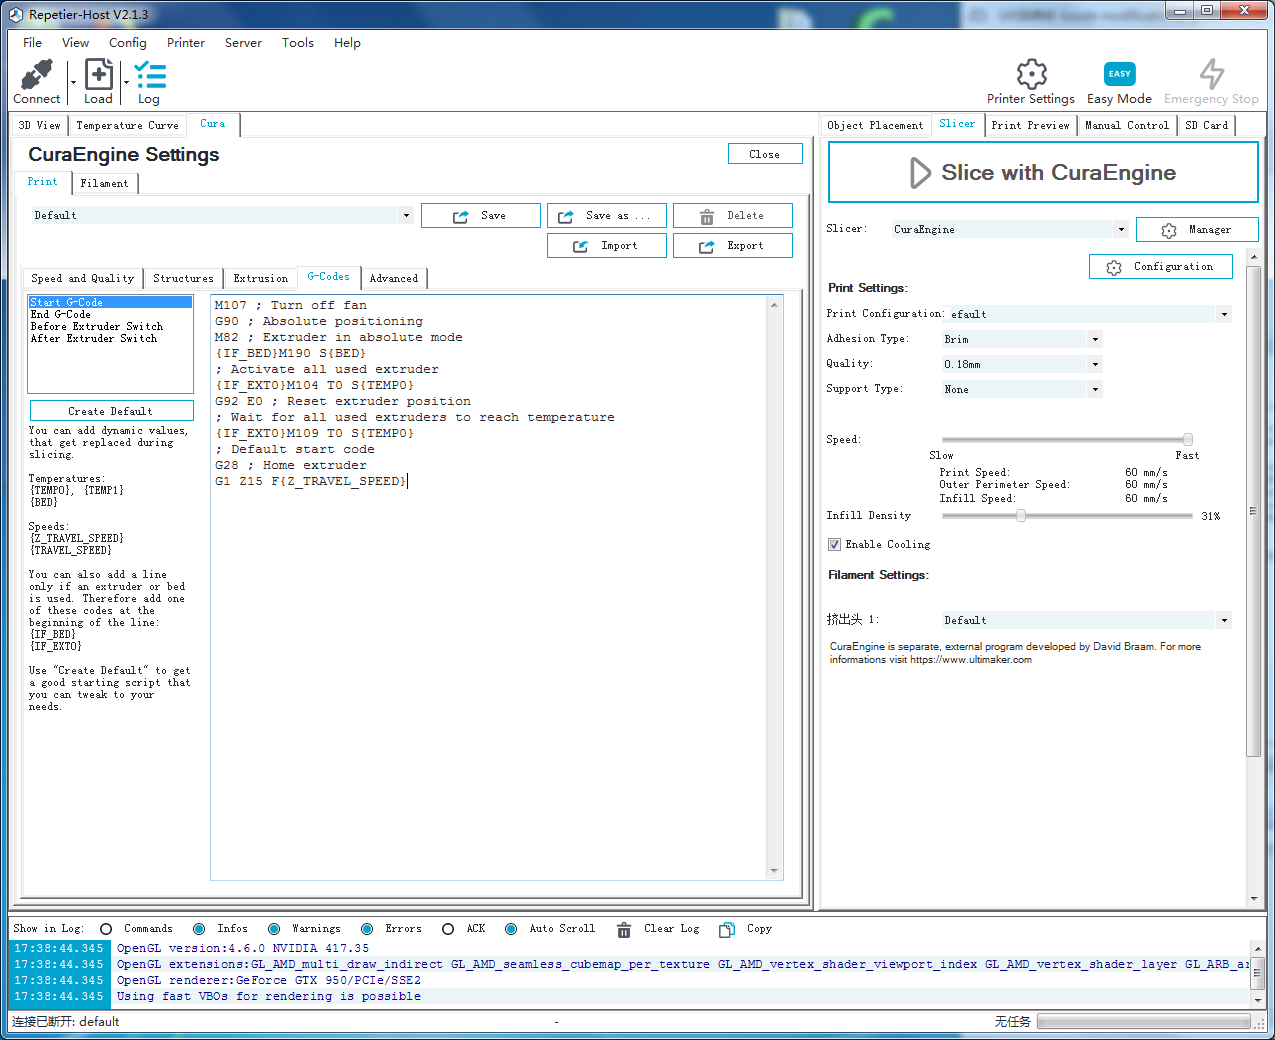 Repetier-Host V2.1.3
File View Config Printer Server Tools Help
Connect Load Log Printer Settings EASY Easy Mode Emergency Stop
3D View Temperature Curve Cura
CuraEngine Settings
Close
Print Filament
Default
Save Save as ... Delete
Import Export
Speed and Quality Structures Extrusion G-Codes Advanced
Start G-Code
End G-Code
Before Extruder Switch
After Extruder Switch
Create Default
You can add dynamic values,
that get replaced during
slicing.
Temperatures:
{TEMP0}, {TEMP1}
{BED}
Speeds:
{Z_TRAVEL_SPEED}
{TRAVEL_SPEED}
You can also add a line
only if an extruder or bed
is used. Therefore add one
of these codes at the
beginning of the line:
{IF_BED}
{IF_EXT0}
Use "Create Default" to get
a good starting script that
you can tweak to your
needs.
M107 ; Turn off fan
G90 ; Absolute positioning
M82 ; Extruder in absolute mode
{IF_BED}M190 S{BED}
; Activate all used extruder
{IF_EXT0}M104 T0 S{TEMP0}
G92 E0 ; Reset extruder position
; Wait for all used extruders to reach temperature
{IF_EXT0}M109 T0 S{TEMP0}
; Default start code
G28 ; Home extruder
G1 Z15 F{Z_TRAVEL_SPEED}
Object Placement Slicer Print Preview Manual Control SD Card
Slice with CuraEngine
Slicer: CuraEngine Manager
Configuration
Print Settings:
Print Configuration: efault
Adhesion Type: Brim
Quality: 0.18mm
Support Type: None
Speed:
Slow Fast
Print Speed: 60 mm/s
Outer Perimeter Speed: 60 mm/s
Infill Speed: 60 mm/s
Infill Density 31%
Enable Cooling
Filament Settings:
挤出头 1: Default
CuraEngine is separate, external program developed by David Braam. For more
informations visit https://www.ultimaker.com
Show in Log: Commands Infos Warnings Errors ACK Auto Scroll Clear Log Copy
17:38:44.345 OpenGL version:4.6.0 NVIDIA 417.35
17:38:44.345 OpenGL extensions:GL_AMD_multi_draw_indirect GL_AMD_seamless_cubemap_per_texture GL_AMD_vertex_shader_viewport_index GL_AMD_vertex_shader_layer GL_ARB_ar
17:38:44.345 OpenGL renderer:GeForce GTX 950/PCIe/SSE2
17:38:44.345 Using fast VBOs for rendering is possible
连接已断开: default - 无任务